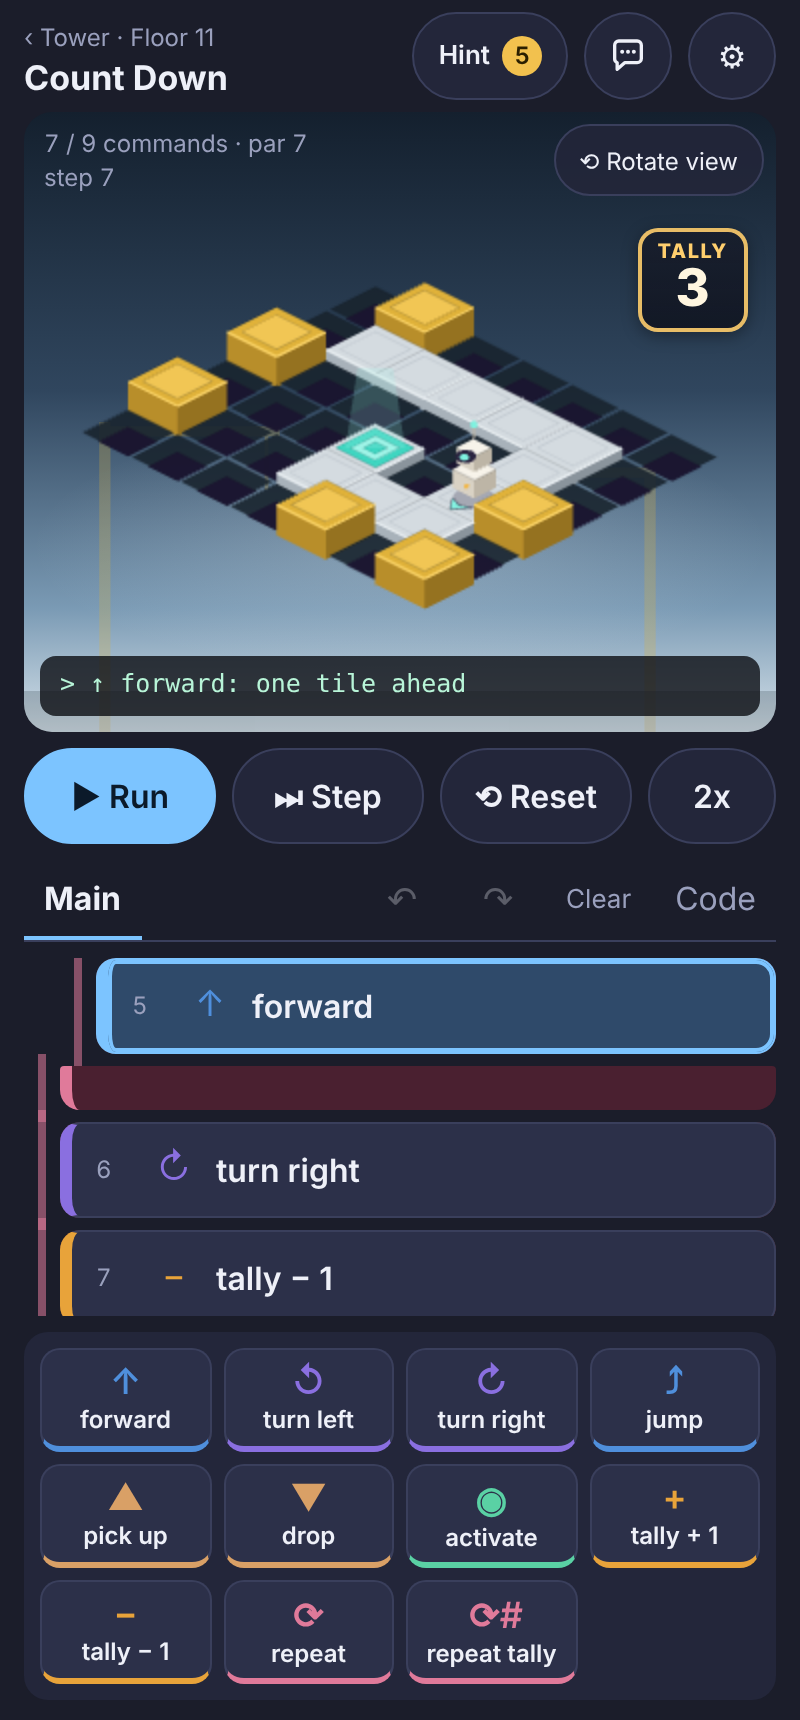 ‹ Tower · Floor 11
Count Down
Hint 5
7 / 9 commands · par 7
step 7
⟲ Rotate view
TALLY
3
> ↑ forward: one tile ahead
▶ Run
⏭ Step
⟲ Reset
2x
Main
↶
↷
Clear
Code
5 ↑ forward
6 ↻ turn right
7 − tally − 1
↑ forward
↺ turn left
↻ turn right
⤴ jump
▲ pick up
▼ drop
◉ activate
+ tally + 1
− tally − 1
⟳ repeat
⟳# repeat tally